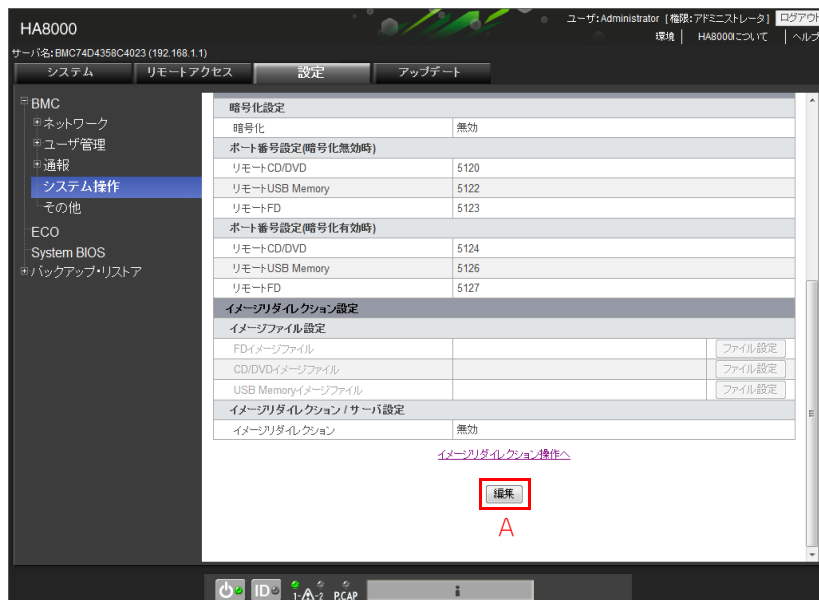 HA8000
ユーザ:Administrator [権限:アドミニストレータ] ログアウト
環境 | HA8000について | ヘルプ
サーバ名:BMC74D4358C4023 (192.168.1.1)
システム リモートアクセス 設定 アップデート
BMC
ネットワーク
ユーザ管理
通報
システム操作
その他
ECO
System BIOS
バックアップ・リストア
暗号化設定
暗号化 無効
ポート番号設定(暗号化無効時)
リモートCD/DVD 5120
リモートUSB Memory 5122
リモートFD 5123
ポート番号設定(暗号化有効時)
リモートCD/DVD 5124
リモートUSB Memory 5126
リモートFD 5127
イメージリダイレクション設定
イメージファイル設定
FDイメージファイル ファイル設定
CD/DVDイメージファイル ファイル設定
USB Memoryイメージファイル ファイル設定
イメージリダイレクション / サーバ設定
イメージリダイレクション 無効
イメージリダイレクション操作へ
編集
A
ID 1-⚠-2 P.CAP i